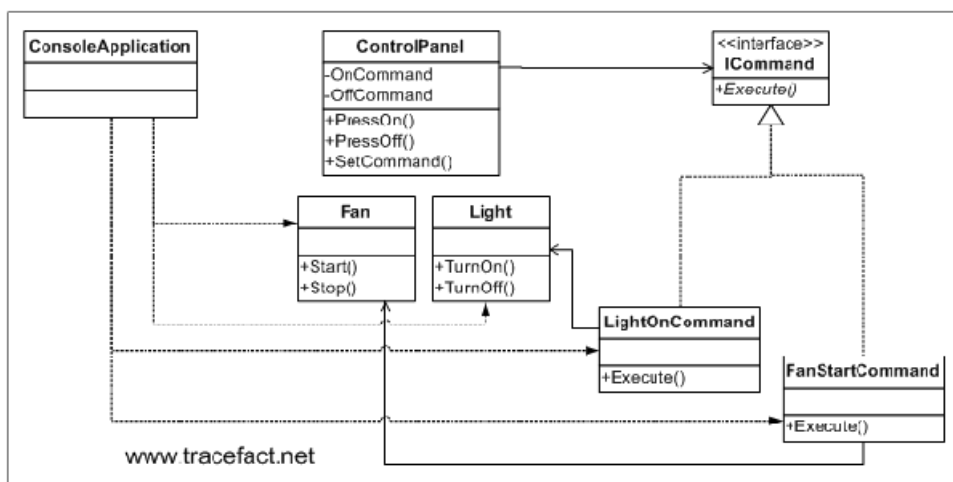 ConsoleApplication
ControlPanel
-OnCommand
-OffCommand
+PressOn()
+PressOff()
+SetCommand()
<<interface>>
ICommand
+Execute()
Fan
+Start()
+Stop()
Light
+TurnOn()
+TurnOff()
LightOnCommand
+Execute()
FanStartCommand
+Execute()
www.tracefact.net